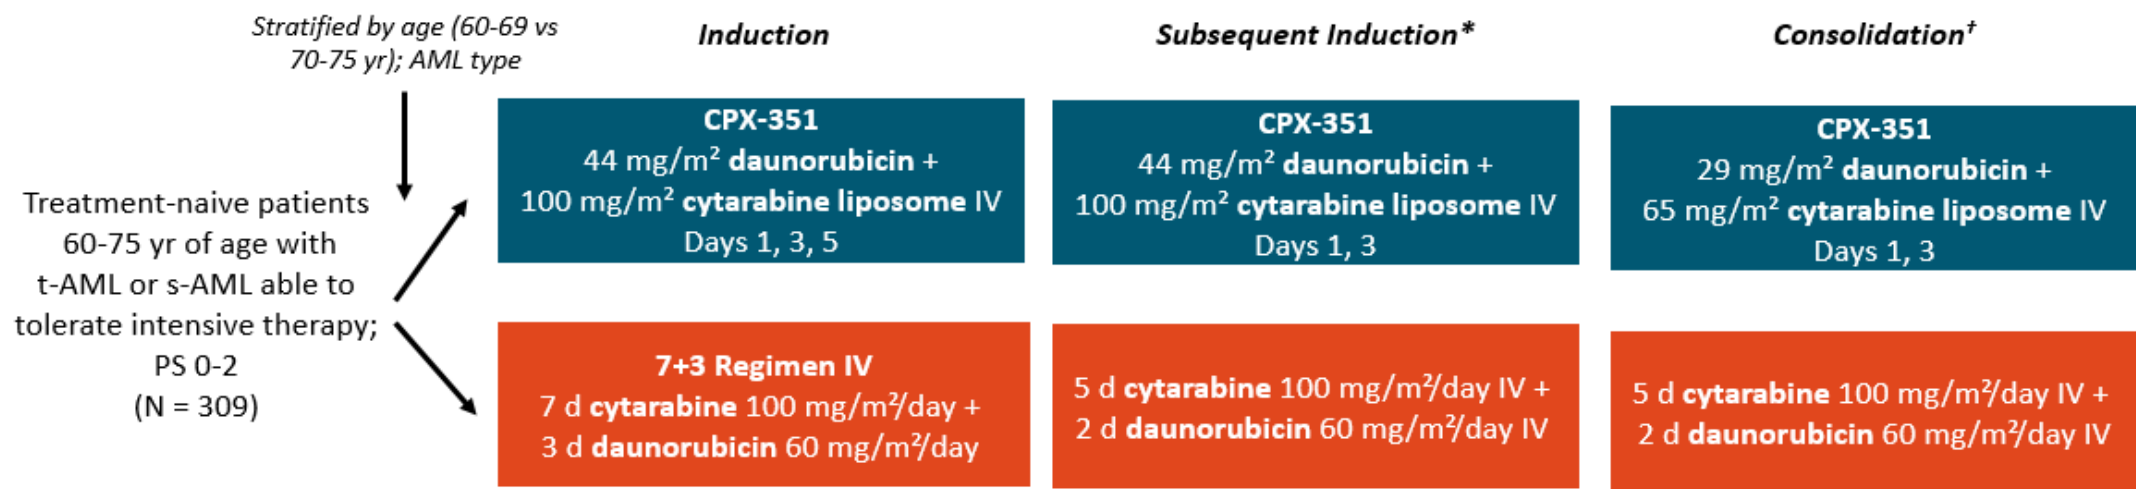 Stratified by age (60-69 vs
70-75 yr); AML type
Induction
Subsequent Induction*
Consolidation†
Treatment-naive patients
60-75 yr of age with
t-AML or s-AML able to
tolerate intensive therapy;
PS 0-2
(N = 309)
CPX-351
44 mg/m² daunorubicin +
100 mg/m² cytarabine liposome IV
Days 1, 3, 5
CPX-351
44 mg/m² daunorubicin +
100 mg/m² cytarabine liposome IV
Days 1, 3
CPX-351
29 mg/m² daunorubicin +
65 mg/m² cytarabine liposome IV
Days 1, 3
7+3 Regimen IV
7 d cytarabine 100 mg/m²/day +
3 d daunorubicin 60 mg/m²/day
5 d cytarabine 100 mg/m²/day IV +
2 d daunorubicin 60 mg/m²/day IV
5 d cytarabine 100 mg/m²/day IV +
2 d daunorubicin 60 mg/m²/day IV